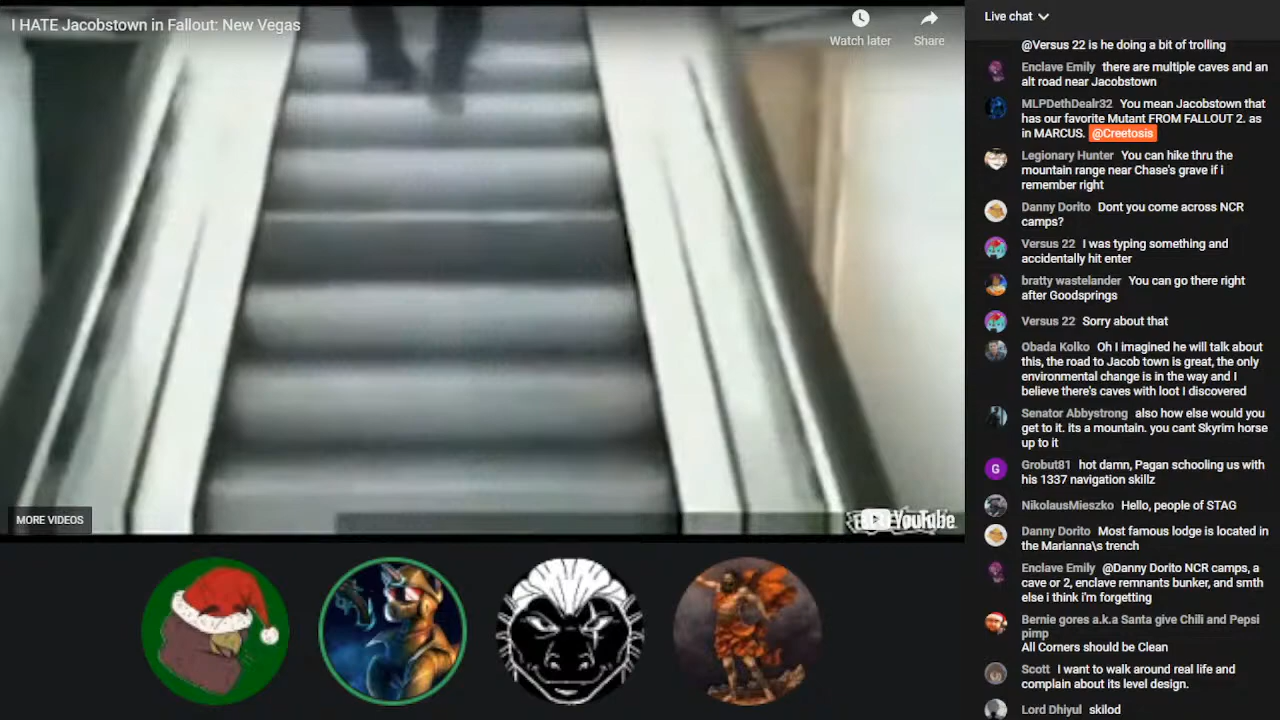 I HATE Jacobstown in Fallout: New Vegas
Watch later
Share
MORE VIDEOS
YouTube
Live chat
@Versus 22 is he doing a bit of trolling
Enclave Emily there are multiple caves and an
alt road near Jacobstown
MLPDethDealr32 You mean Jacobstown that
has our favorite Mutant FROM FALLOUT 2. as
in MARCUS. @Creetosis
Legionary Hunter You can hike thru the
mountain range near Chase's grave if i
remember right
Danny Dorito Dont you come across NCR
camps?
Versus 22 I was typing something and
accidentally hit enter
bratty wastelander You can go there right
after Goodsprings
Versus 22 Sorry about that
Obada Kolko Oh I imagined he will talk about
this, the road to Jacob town is great, the only
environmental change is in the way and I
believe there's caves with loot I discovered
Senator Abbystrong also how else would you
get to it. its a mountain. you cant Skyrim horse
up to it
G
Grobut81 hot damn, Pagan schooling us with
his 1337 navigation skillz
NikolausMieszko Hello, people of STAG
Danny Dorito Most famous lodge is located in
the Marianna\s trench
Enclave Emily @Danny Dorito NCR camps, a
cave or 2, enclave remnants bunker, and smth
else i think i'm forgetting
Bernie gores a.k.a Santa give Chili and Pepsi
pimp
All Corners should be Clean
Scott I want to walk around real life and
complain about its level design.
Lord Dhiyul skilod